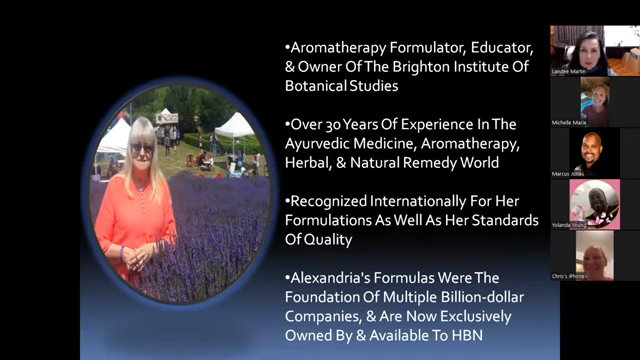 •Aromatherapy Formulator, Educator,
& Owner Of The Brighton Institute Of
Botanical Studies
•Over 30 Years Of Experience In The
Ayurvedic Medicine, Aromatherapy,
Herbal, & Natural Remedy World
•Recognized Internationally For Her
Formulations As Well As Her Standards
Of Quality
•Alexandria's Formulas Were The
Foundation Of Multiple Billion-dollar
Companies, & Are Now Exclusively
Owned By & Available To HBN
Landee Martin
Michelle Marie
Marcus Jones
Yolanda Young
Chris's iPhone